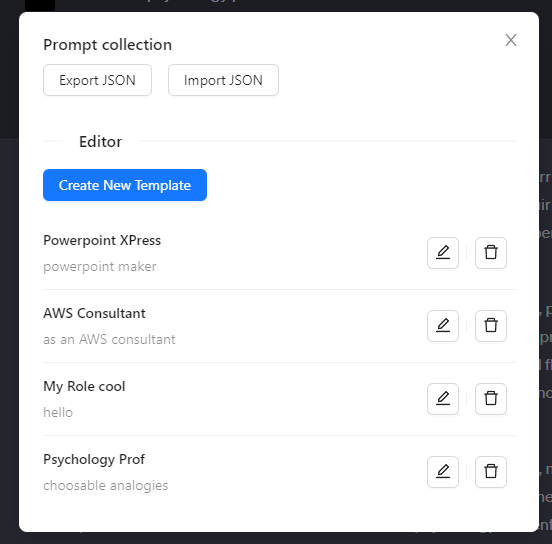 Prompt collection
Export JSON Import JSON
Editor
Create New Template
Powerpoint XPress
powerpoint maker
AWS Consultant
as an AWS consultant
My Role cool
hello
Psychology Prof
choosable analogies